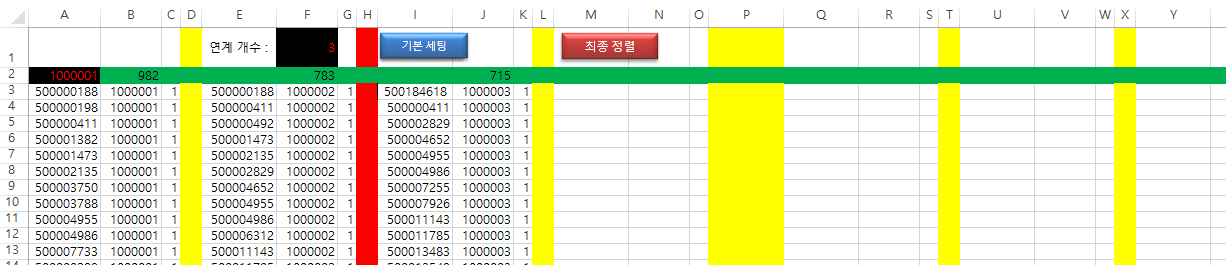 A B C D E F G H I J K L M N O P Q R S T U V W X Y
1 연계 개수 : 3 기본 세팅 최종 정렬
2 1000001 982 783 715
3 500000188 1000001 1 500000188 1000002 1 500184618 1000003 1
4 500000198 1000001 1 500000411 1000002 1 500000411 1000003 1
5 500000411 1000001 1 500000492 1000002 1 500002829 1000003 1
6 500001382 1000001 1 500001473 1000002 1 500004652 1000003 1
7 500001473 1000001 1 500002135 1000002 1 500004955 1000003 1
8 500002135 1000001 1 500002829 1000002 1 500004986 1000003 1
9 500003750 1000001 1 500004652 1000002 1 500007255 1000003 1
10 500003788 1000001 1 500004955 1000002 1 500007926 1000003 1
11 500004955 1000001 1 500004986 1000002 1 500011143 1000003 1
12 500004986 1000001 1 500006312 1000002 1 500011785 1000003 1
13 500007733 1000001 1 500011143 1000002 1 500013483 1000003 1